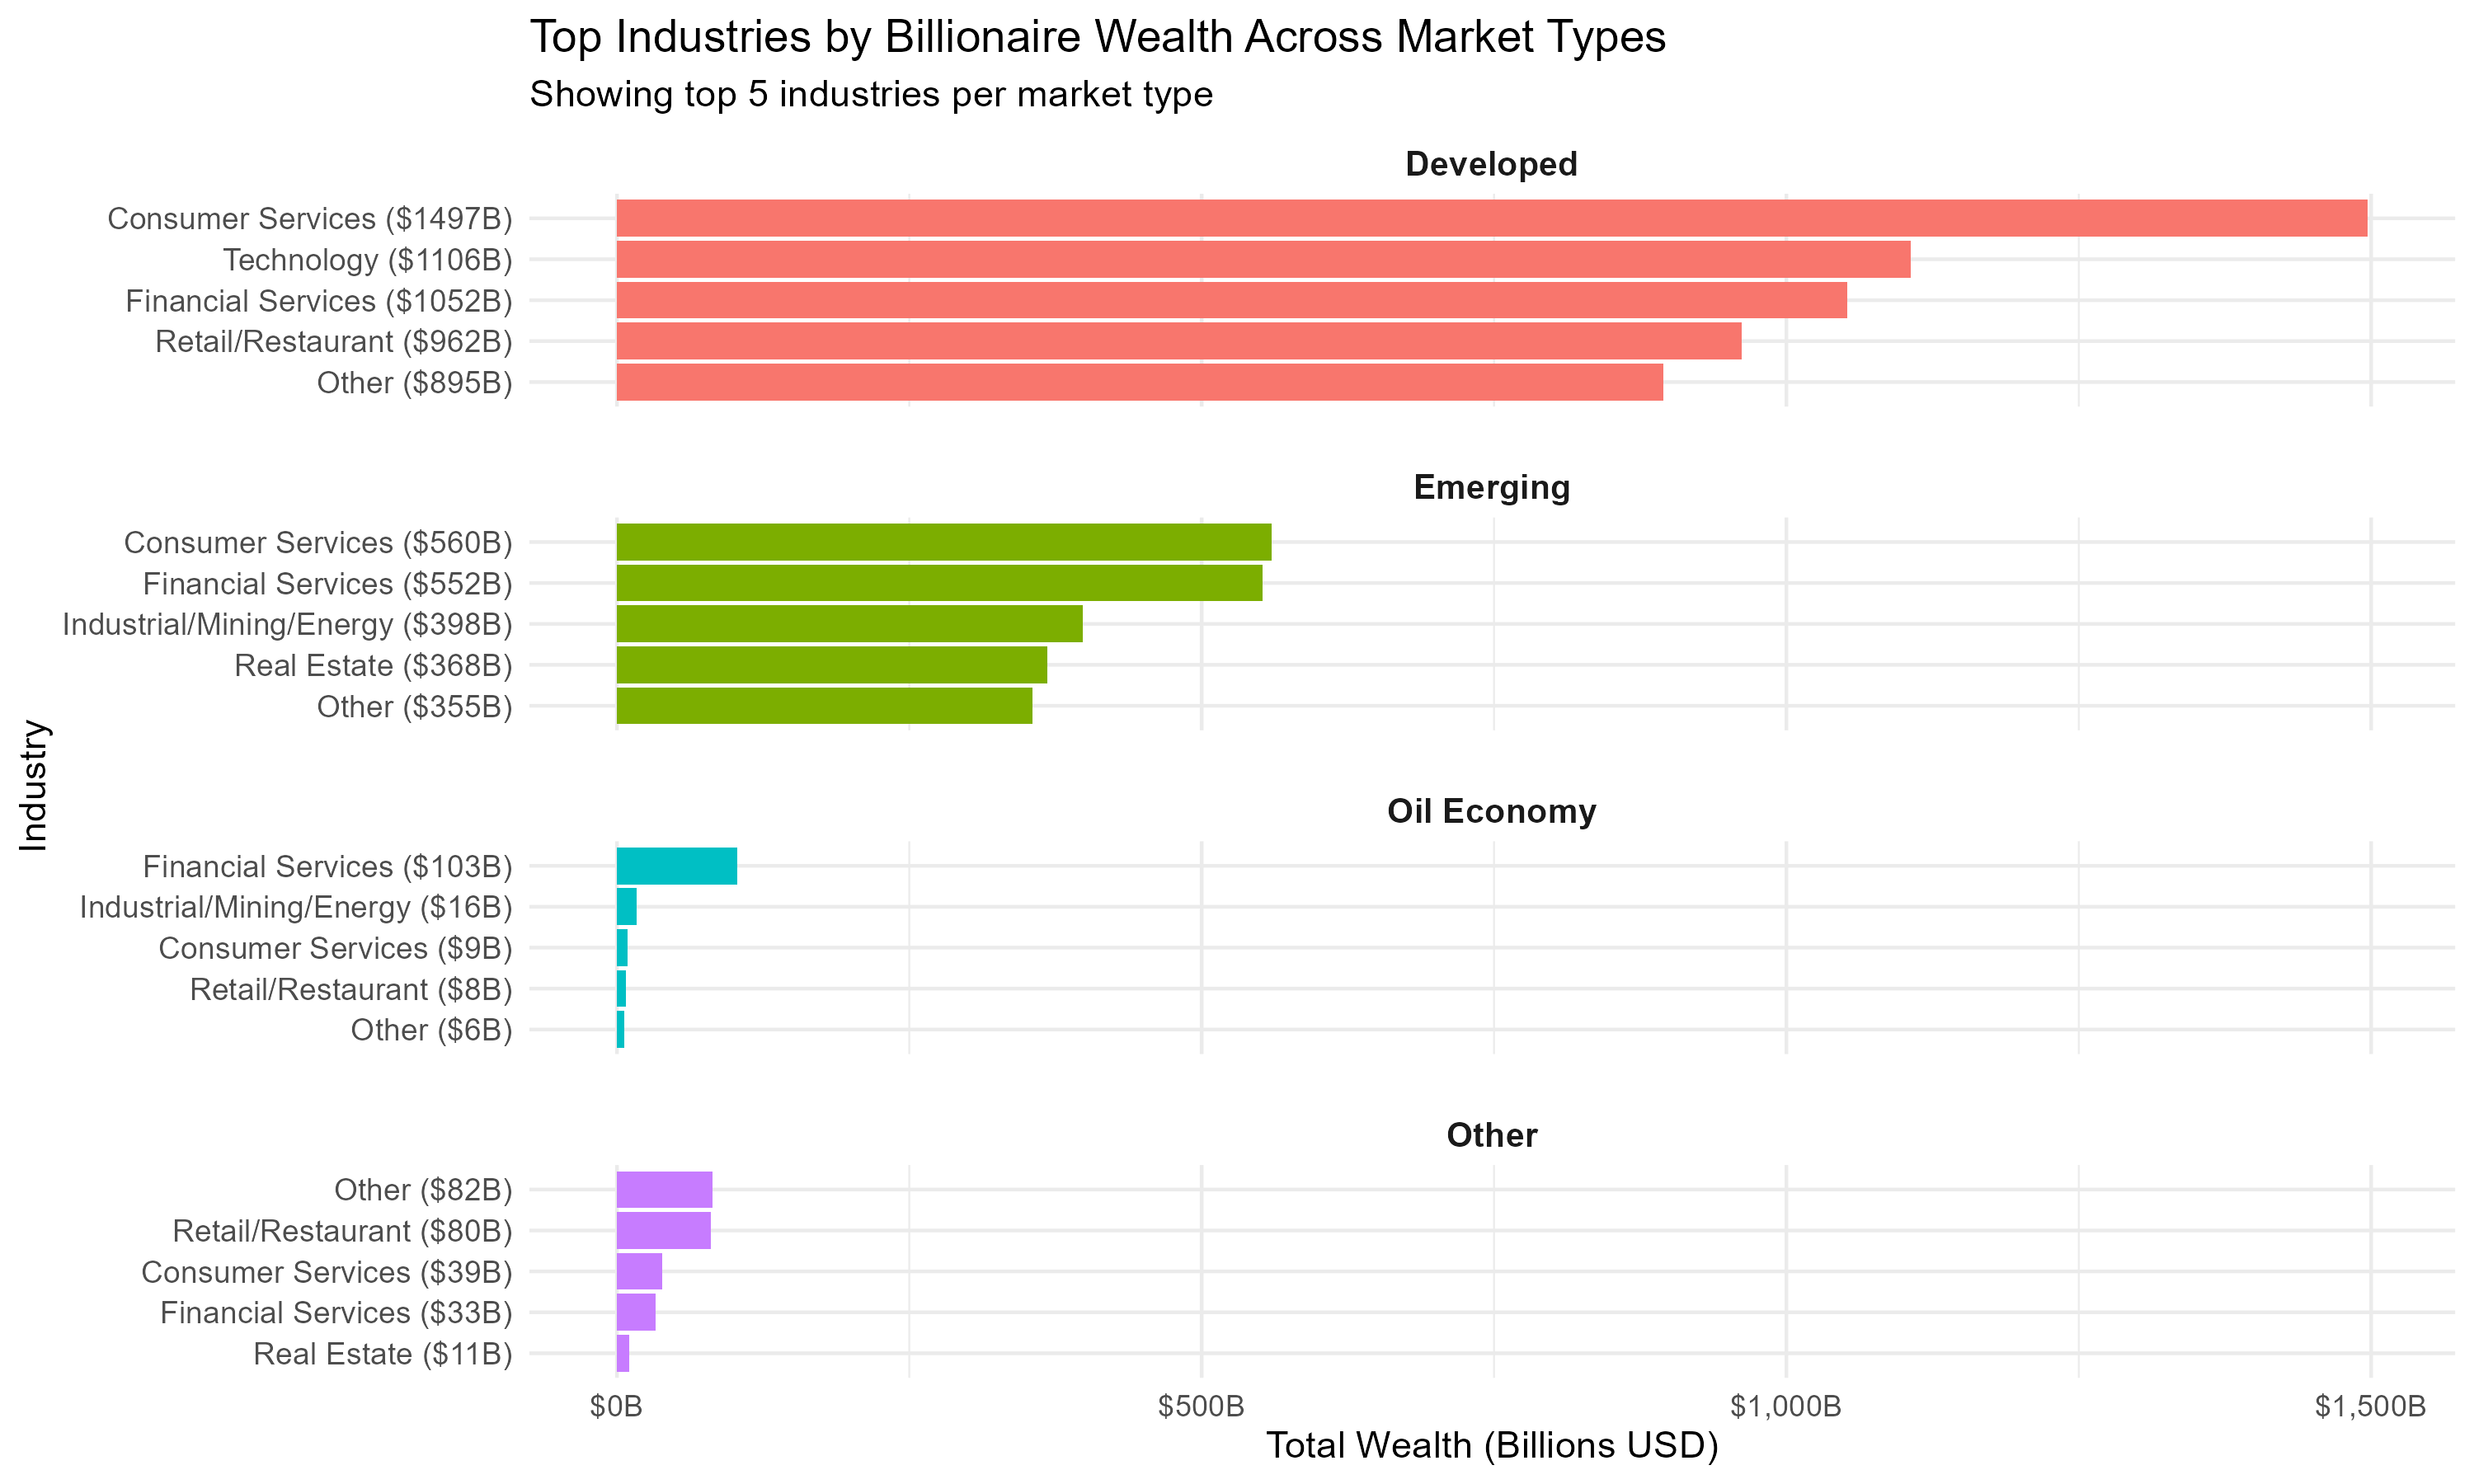 Top Industries by Billionaire Wealth Across Market Types
Showing top 5 industries per market type
Developed
Consumer Services ($1497B)
Technology ($1106B)
Financial Services ($1052B)
Retail/Restaurant ($962B)
Other ($895B)
Emerging
Consumer Services ($560B)
Financial Services ($552B)
Industrial/Mining/Energy ($398B)
Real Estate ($368B)
Other ($355B)
Industry
Oil Economy
Financial Services ($103B)
Industrial/Mining/Energy ($16B)
Consumer Services ($9B)
Retail/Restaurant ($8B)
Other ($6B)
Other
Other ($82B)
Retail/Restaurant ($80B)
Consumer Services ($39B)
Financial Services ($33B)
Real Estate ($11B)
$0B $500B $1,000B $1,500B
Total Wealth (Billions USD)